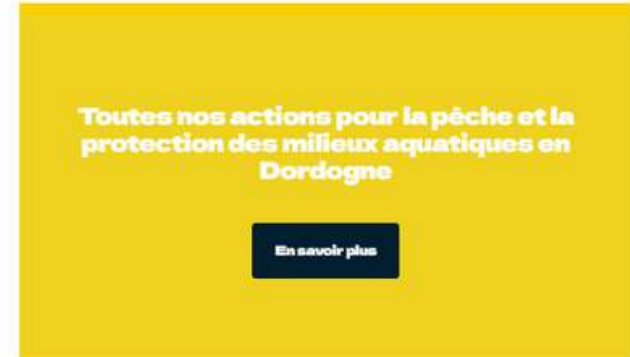 Toutes nos actions pour la pêche et la
protection des milieux aquatiques en
Dordogne
En savoir plus